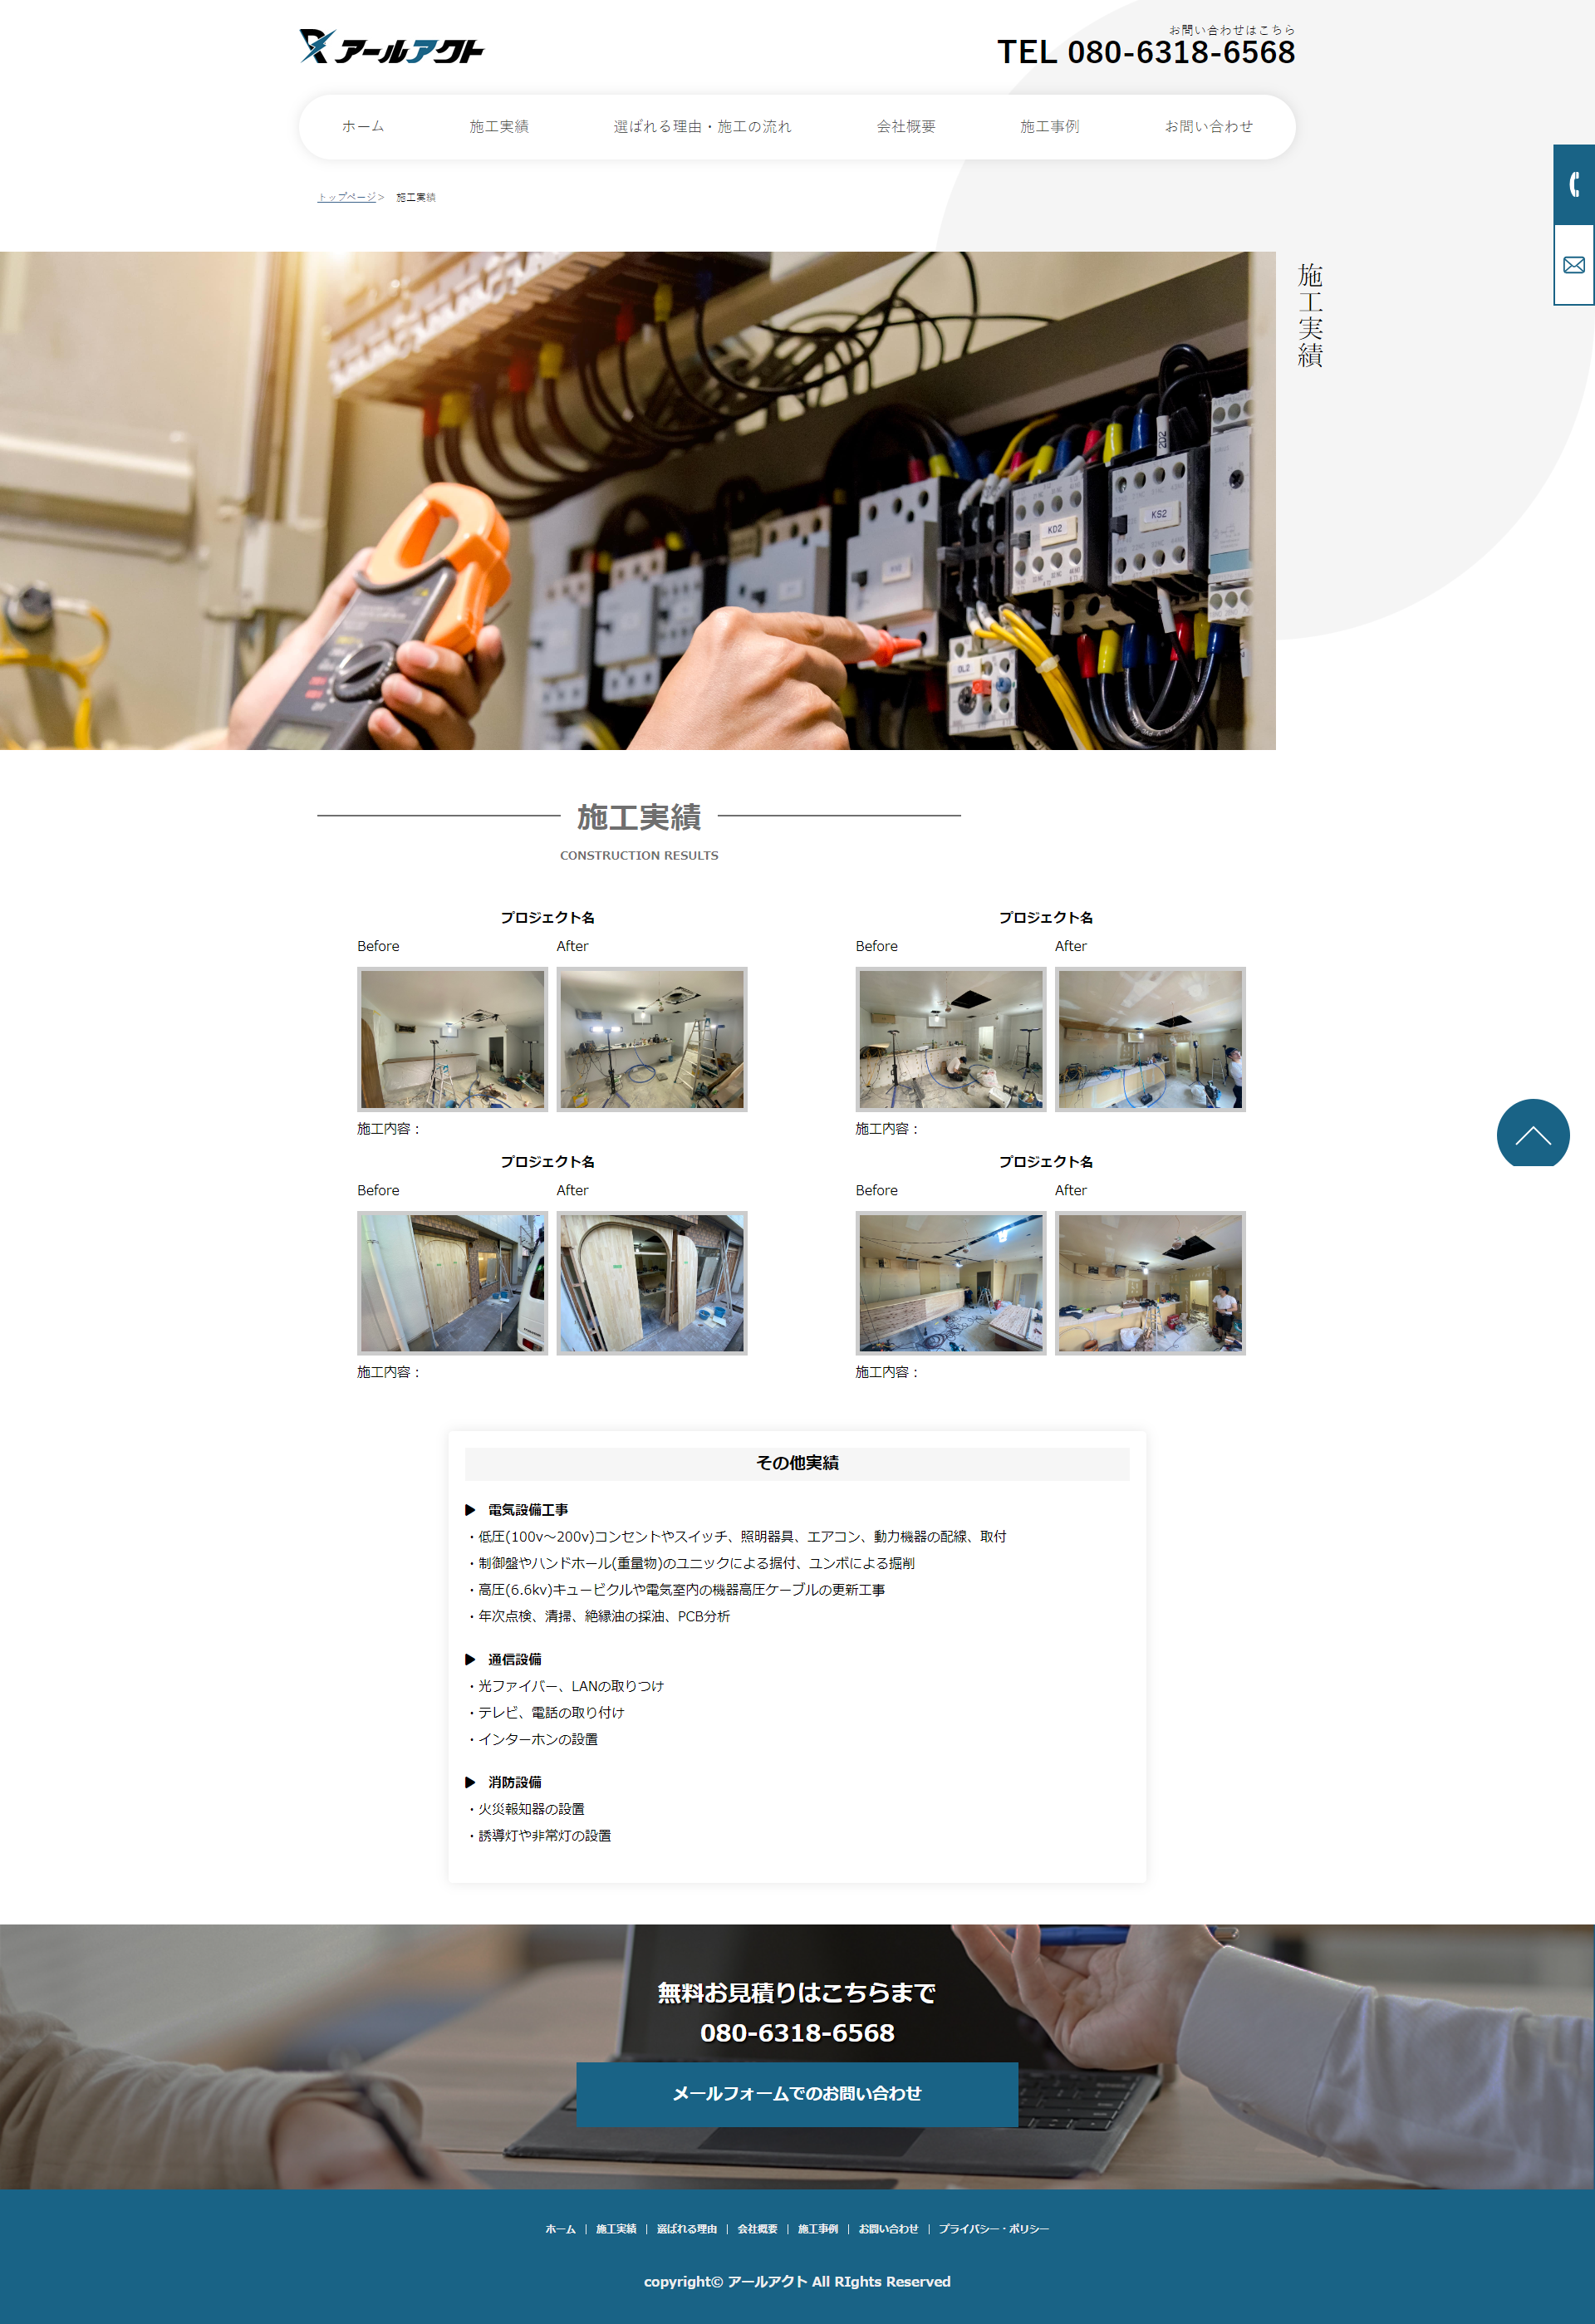 アールアクト
お問い合わせはこちら
TEL 080-6318-6568
ホーム 施工実績 選ばれる理由・施工の流れ 会社概要 施工事例 お問い合わせ
トップページ> 施工実績
施工実績
2D2
KD2
KS2
OL2
施工実績
CONSTRUCTION RESULTS
プロジェクト名
Before After
施工内容：
プロジェクト名
Before After
施工内容：
プロジェクト名
Before After
施工内容：
プロジェクト名
Before After
施工内容：
その他実績
▶ 電気設備工事
・低圧(100v～200v)コンセントやスイッチ、照明器具、エアコン、動力機器の配線、取付
・制御盤やハンドホール(重量物)のユニックによる据付、ユンボによる掘削
・高圧(6.6kv)キュービクルや電気室内の機器高圧ケーブルの更新工事
・年次点検、清掃、絶縁油の採油、PCB分析
▶ 通信設備
・光ファイバー、LANの取りつけ
・テレビ、電話の取り付け
・インターホンの設置
▶ 消防設備
・火災報知器の設置
・誘導灯や非常灯の設置
無料お見積りはこちらまで
080-6318-6568
メールフォームでのお問い合わせ
ホーム | 施工実績 | 選ばれる理由 | 会社概要 | 施工事例 | お問い合わせ | プライバシー・ポリシー
copyright© アールアクト All RIghts Reserved